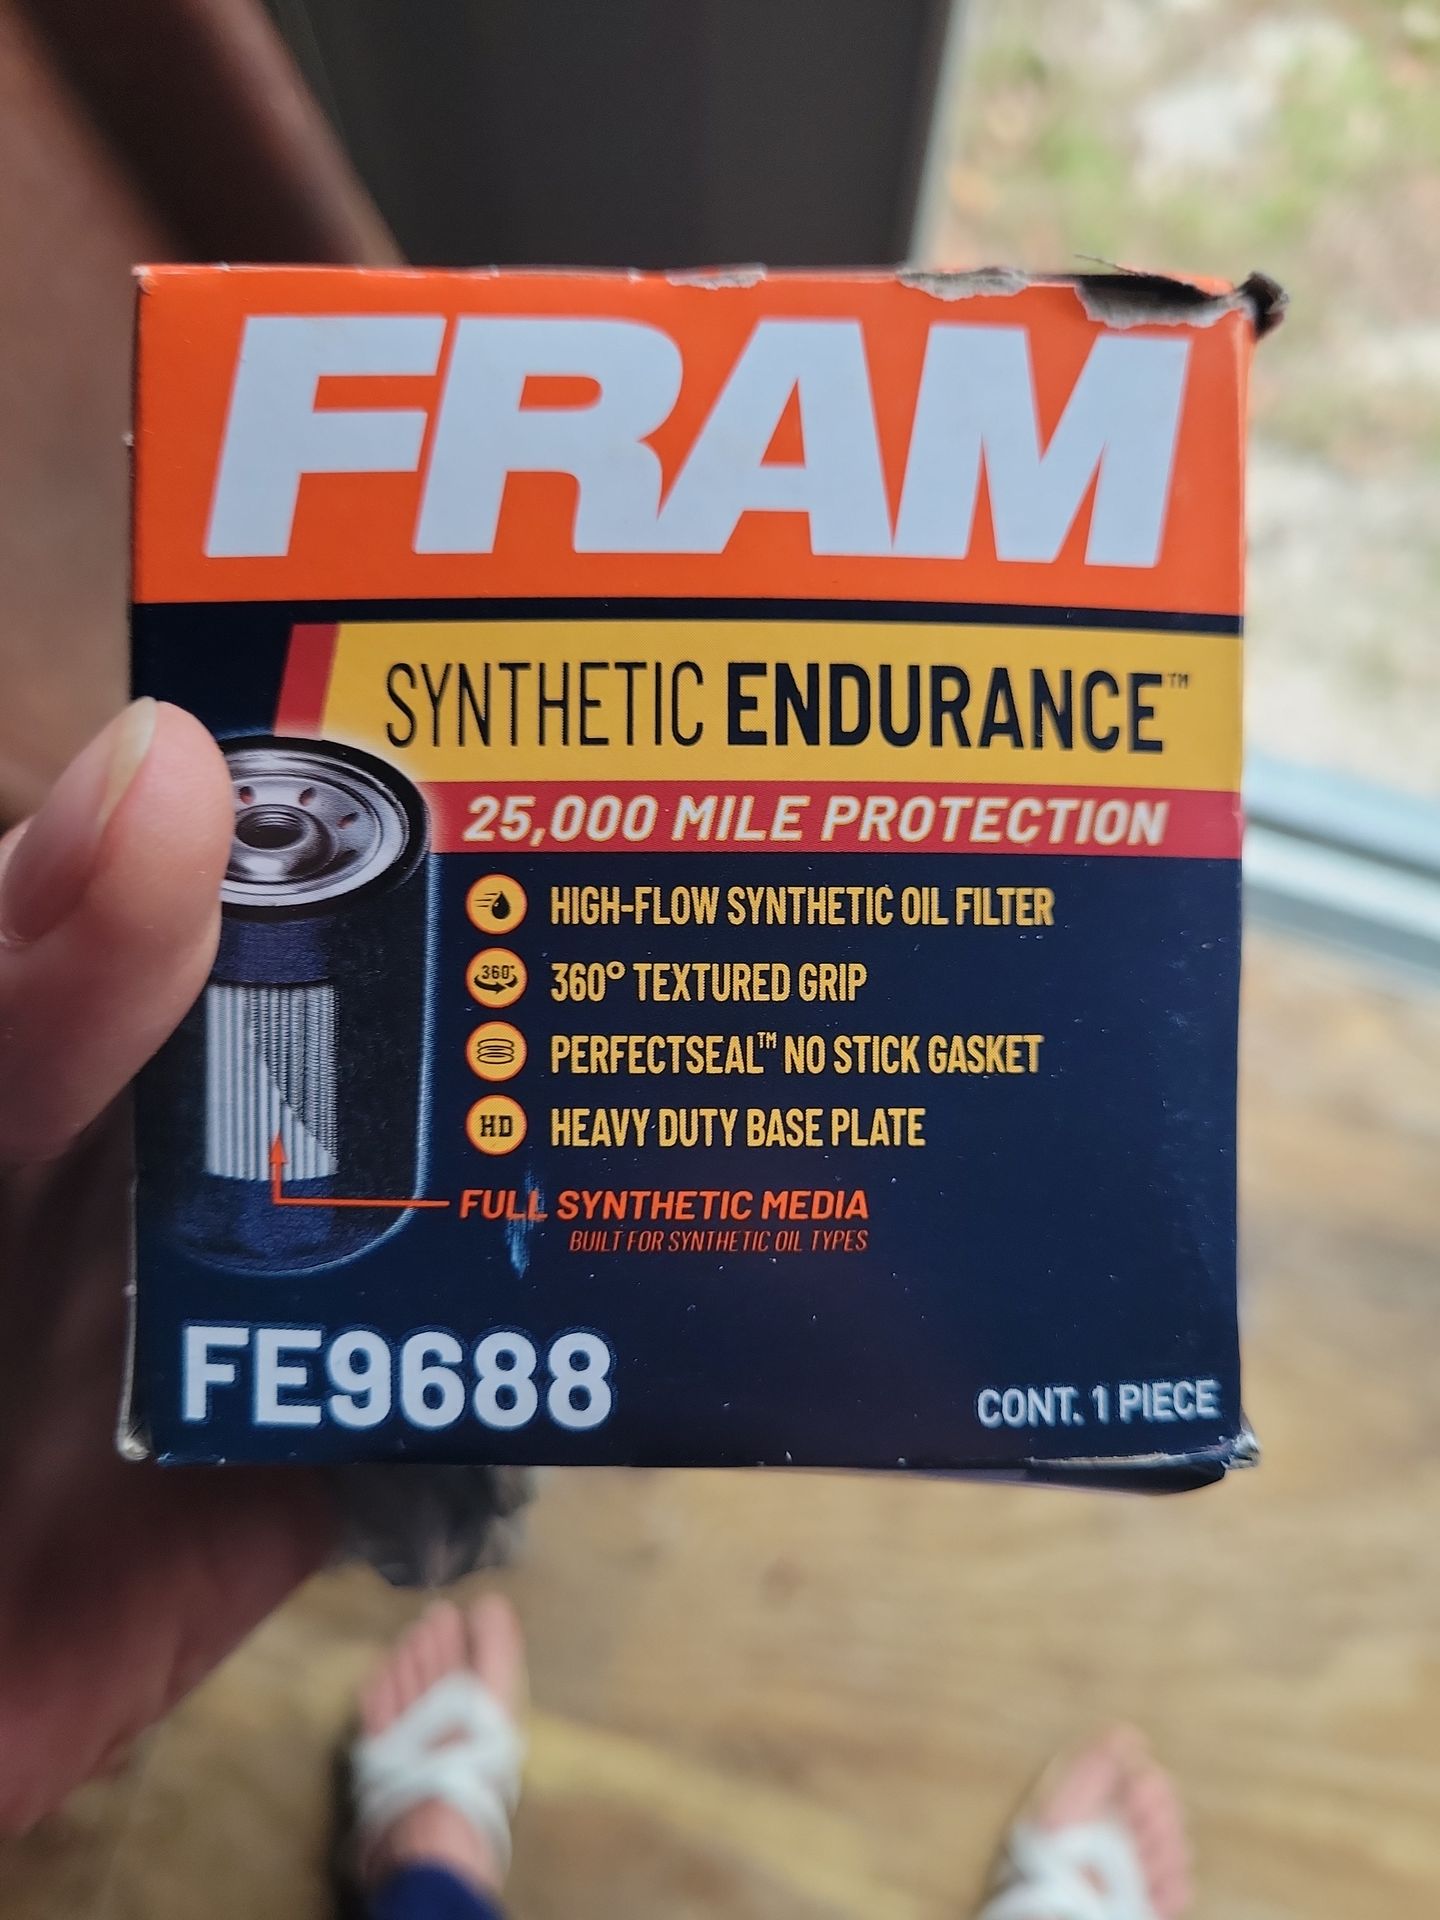 FRAM
SYNTHETIC ENDURANCE™
25,000 MILE PROTECTION
HIGH-FLOW SYNTHETIC OIL FILTER
360° 360° TEXTURED GRIP
PERFECTSEAL™ NO STICK GASKET
HD HEAVY DUTY BASE PLATE
FULL SYNTHETIC MEDIA
BUILT FOR SYNTHETIC OIL TYPES
FE9688
CONT. 1 PIECE